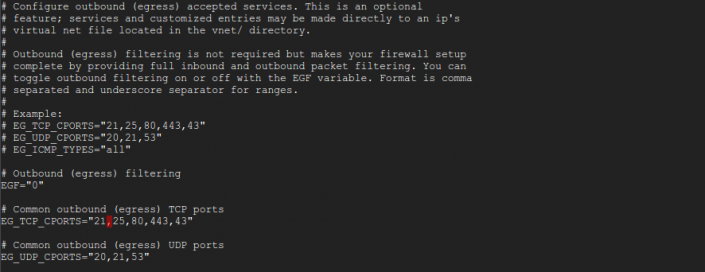 # Configure outbound (egress) accepted services. This is an optional
# feature; services and customized entries may be made directly to an ip's
# virtual net file located in the vnet/ directory.
#
# Outbound (egress) filtering is not required but makes your firewall setup
# complete by providing full inbound and outbound packet filtering. You can
# toggle outbound filtering on or off with the EGF variable. Format is comma
# separated and underscore separator for ranges.
#
# Example:
# EG_TCP_CPORTS="21,25,80,443,43"
# EG_UDP_CPORTS="20,21,53"
# EG_ICMP_TYPES="all"
# Outbound (egress) filtering
EGF="0"
# Common outbound (egress) TCP ports
EG_TCP_CPORTS="21,25,80,443,43"
# Common outbound (egress) UDP ports
EG_UDP_CPORTS="20,21,53"